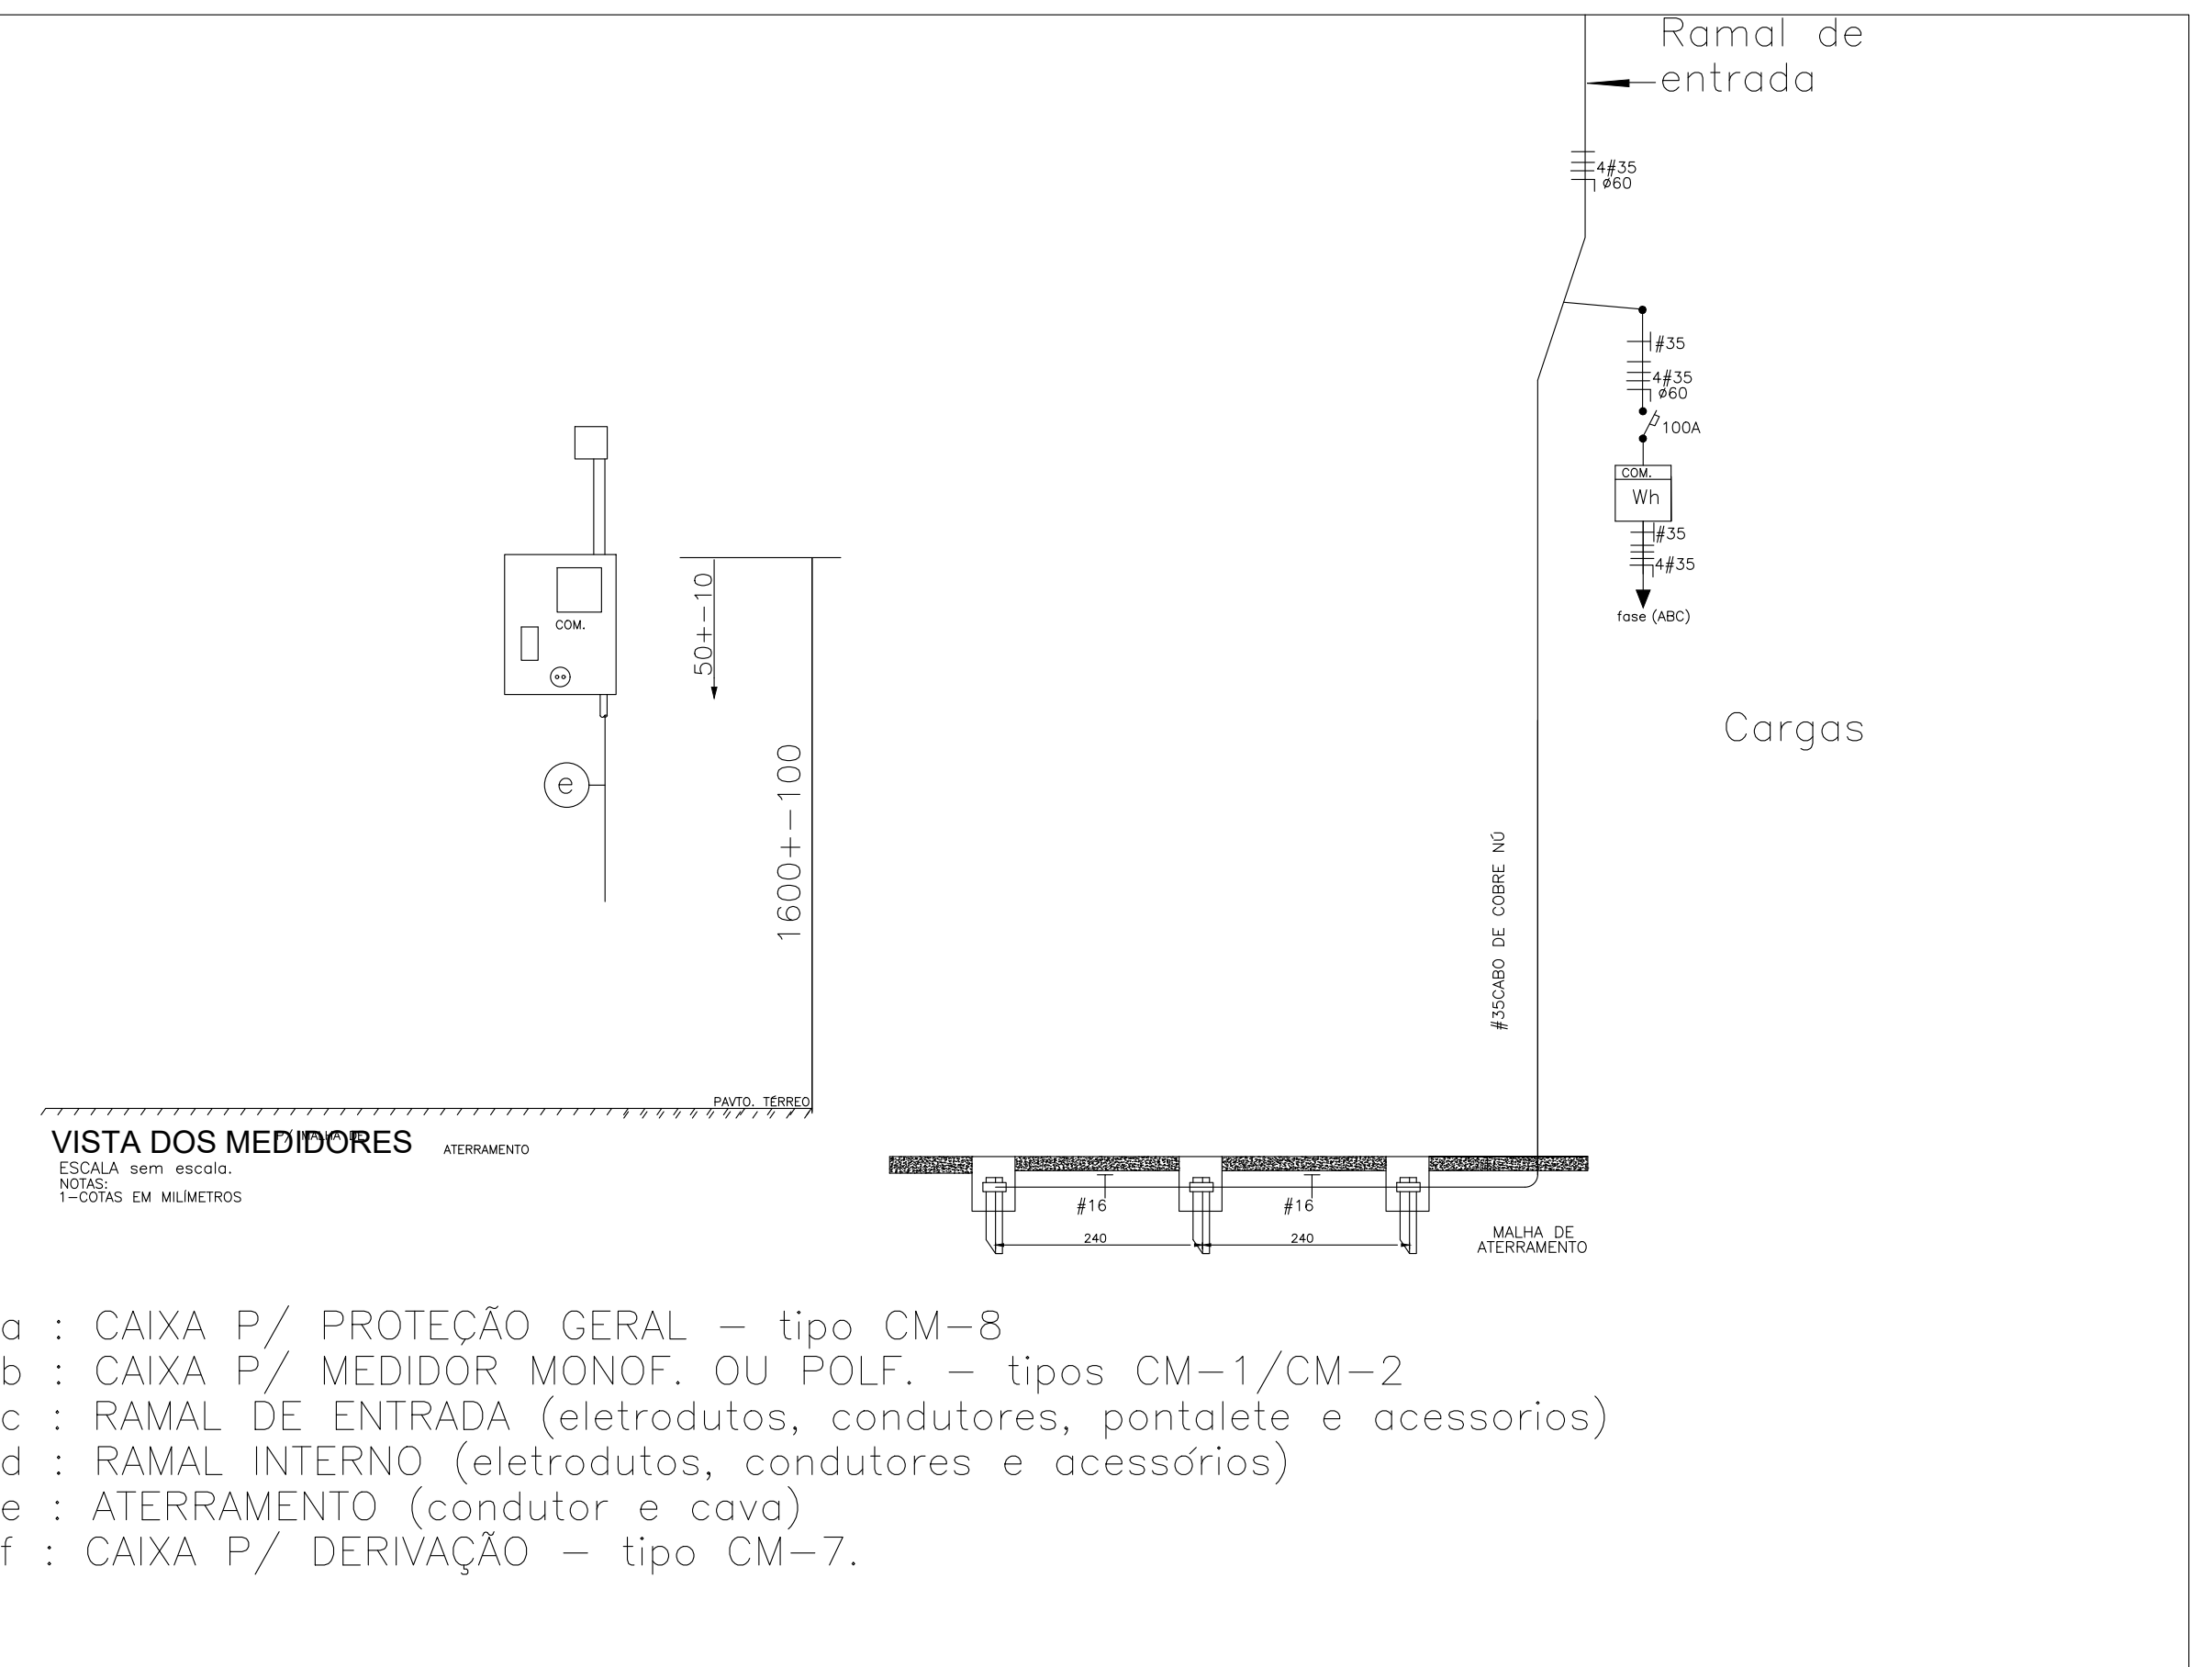 Ramal de
entrada
4#35
ø60
#35
4#35
ø60
100A
COM.
Wh
#35
4#35
fase (ABC)
Cargas
COM.
e
50+-10
1600+-100
#35CABO DE COBRE NÚ
PAVTO. TÉRREO
P/ MALHA DE
VISTA DOS MEDIDORES
ATERRAMENTO
ESCALA sem escala.
NOTAS:
1-COTAS EM MILÍMETROS
#16
#16
240
240
MALHA DE
ATERRAMENTO
a : CAIXA P/ PROTEÇÃO GERAL - tipo CM-8
b : CAIXA P/ MEDIDOR MONOF. OU POLF. - tipos CM-1/CM-2
c : RAMAL DE ENTRADA (eletrodutos, condutores, pontalete e acessorios)
d : RAMAL INTERNO (eletrodutos, condutores e acessórios)
e : ATERRAMENTO (condutor e cava)
f : CAIXA P/ DERIVAÇÃO - tipo CM-7.